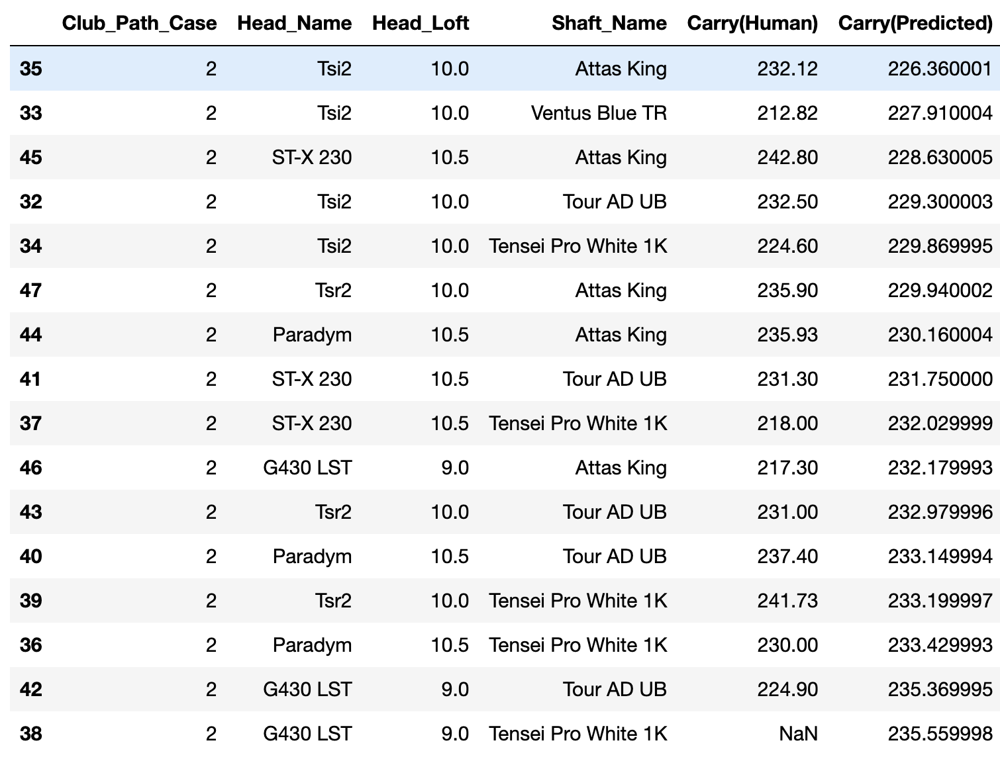 Club_Path_Case Head_Name Head_Loft Shaft_Name Carry(Human) Carry(Predicted)
35 2 Tsi2 10.0 Attas King 232.12 226.360001
33 2 Tsi2 10.0 Ventus Blue TR 212.82 227.910004
45 2 ST-X 230 10.5 Attas King 242.80 228.630005
32 2 Tsi2 10.0 Tour AD UB 232.50 229.300003
34 2 Tsi2 10.0 Tensei Pro White 1K 224.60 229.869995
47 2 Tsr2 10.0 Attas King 235.90 229.940002
44 2 Paradym 10.5 Attas King 235.93 230.160004
41 2 ST-X 230 10.5 Tour AD UB 231.30 231.750000
37 2 ST-X 230 10.5 Tensei Pro White 1K 218.00 232.029999
46 2 G430 LST 9.0 Attas King 217.30 232.179993
43 2 Tsr2 10.0 Tour AD UB 231.00 232.979996
40 2 Paradym 10.5 Tour AD UB 237.40 233.149994
39 2 Tsr2 10.0 Tensei Pro White 1K 241.73 233.199997
36 2 Paradym 10.5 Tensei Pro White 1K 230.00 233.429993
42 2 G430 LST 9.0 Tour AD UB 224.90 235.369995
38 2 G430 LST 9.0 Tensei Pro White 1K NaN 235.559998